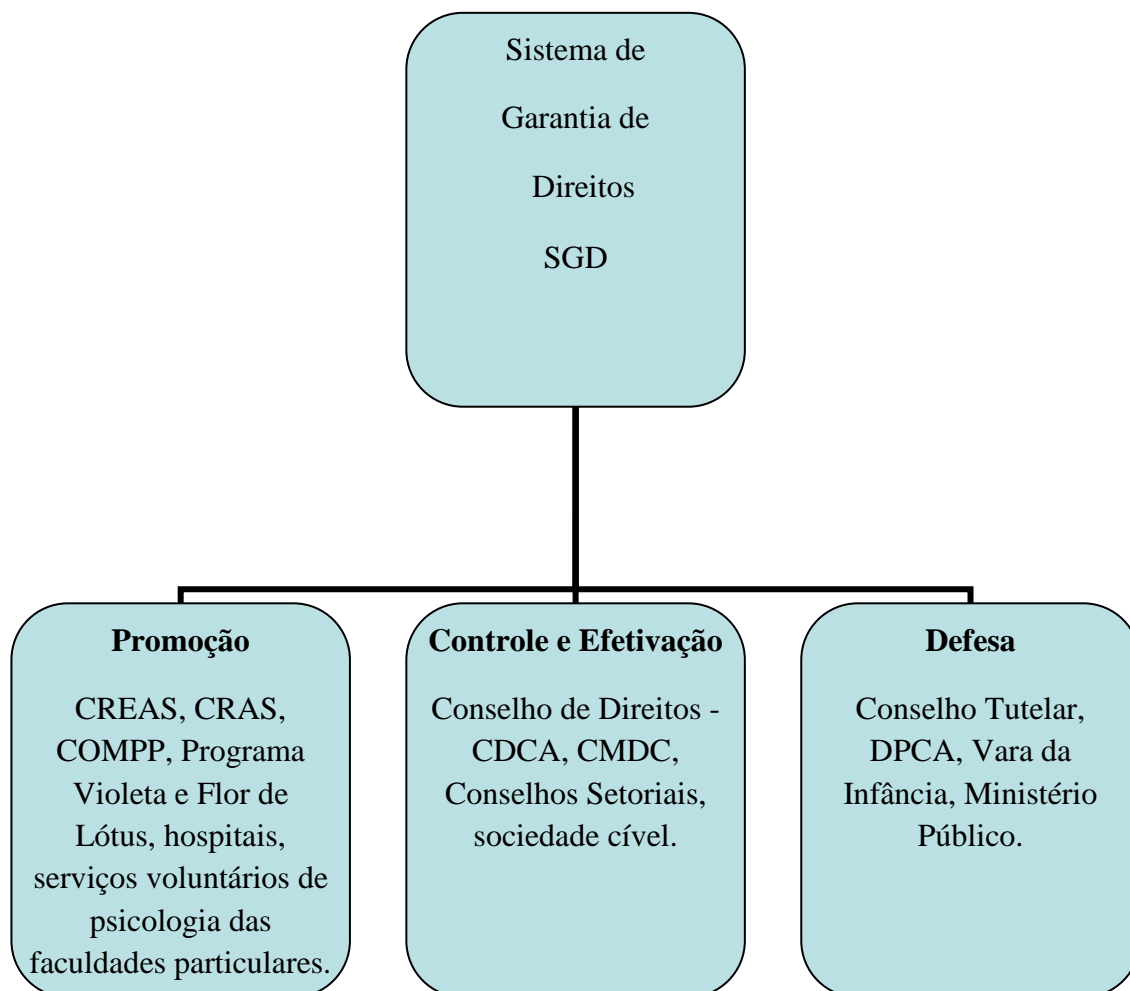 Sistema de
Garantia de
Direitos
SGD
Promoção
CREAS, CRAS,
COMPP, Programa
Violeta e Flor de
Lótus, hospitais,
serviços voluntários de
psicologia das
faculdades particulares.
Controle e Efetivação
Conselho de Direitos -
CDCA, CMDC,
Conselhos Setoriais,
sociedade cível.
Defesa
Conselho Tutelar,
DPCA, Vara da
Infância, Ministério
Público.